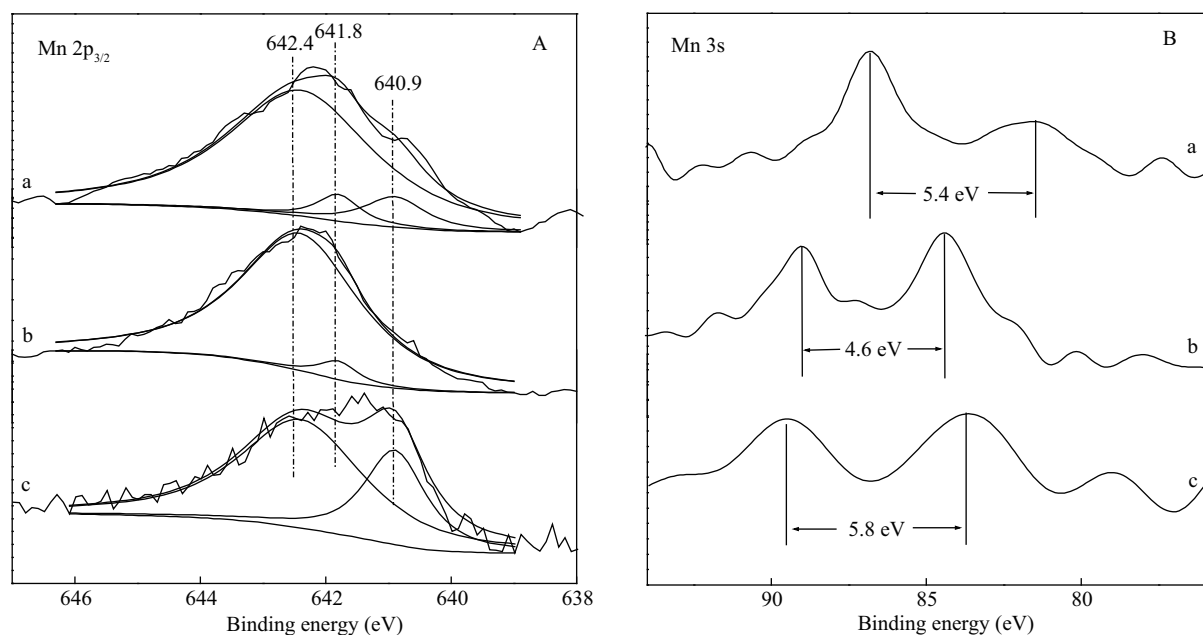 Mn 2p3/2
A
641.8
642.4
640.9
a
b
c
646
644
642
640
638
Binding energy (eV)
Mn 3s
B
a
5.4 eV
b
4.6 eV
c
5.8 eV
90
85
80
Binding energy (eV)